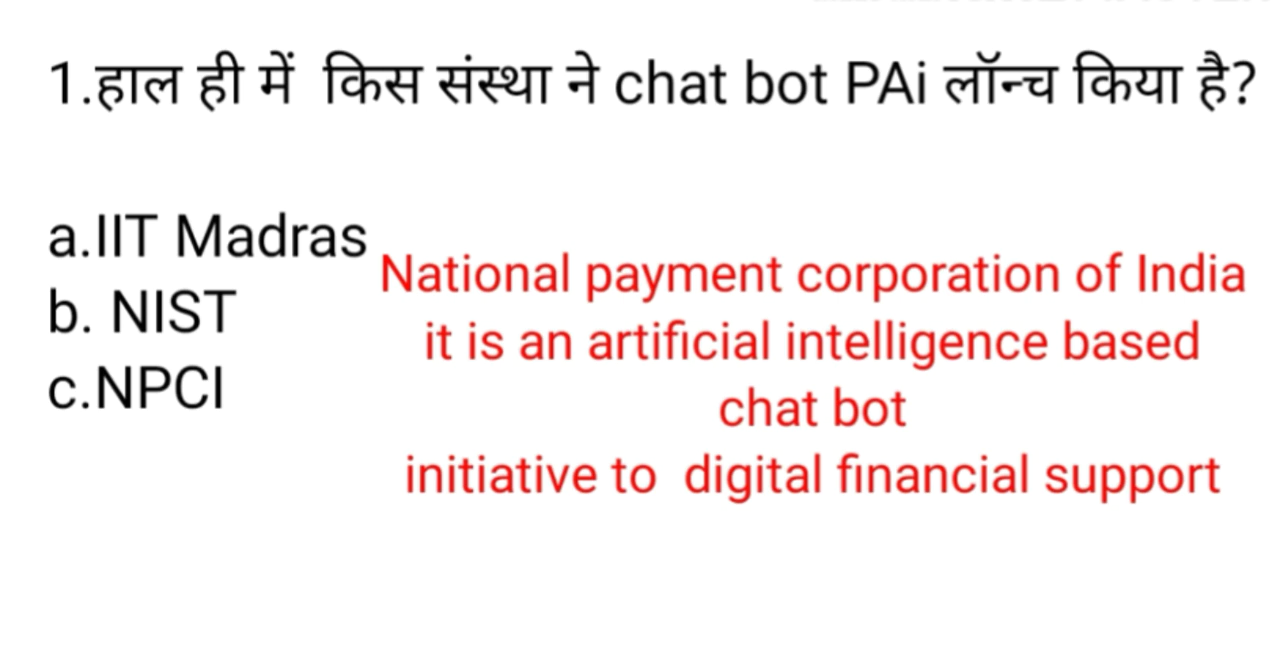 1.हाल ही में  किस संस्था ने chat bot PAi लॉन्च किया है?
a.IIT Madras
b. NIST
c.NPCI
National payment corporation of India
it is an artificial intelligence based
chat bot
initiative to  digital financial support